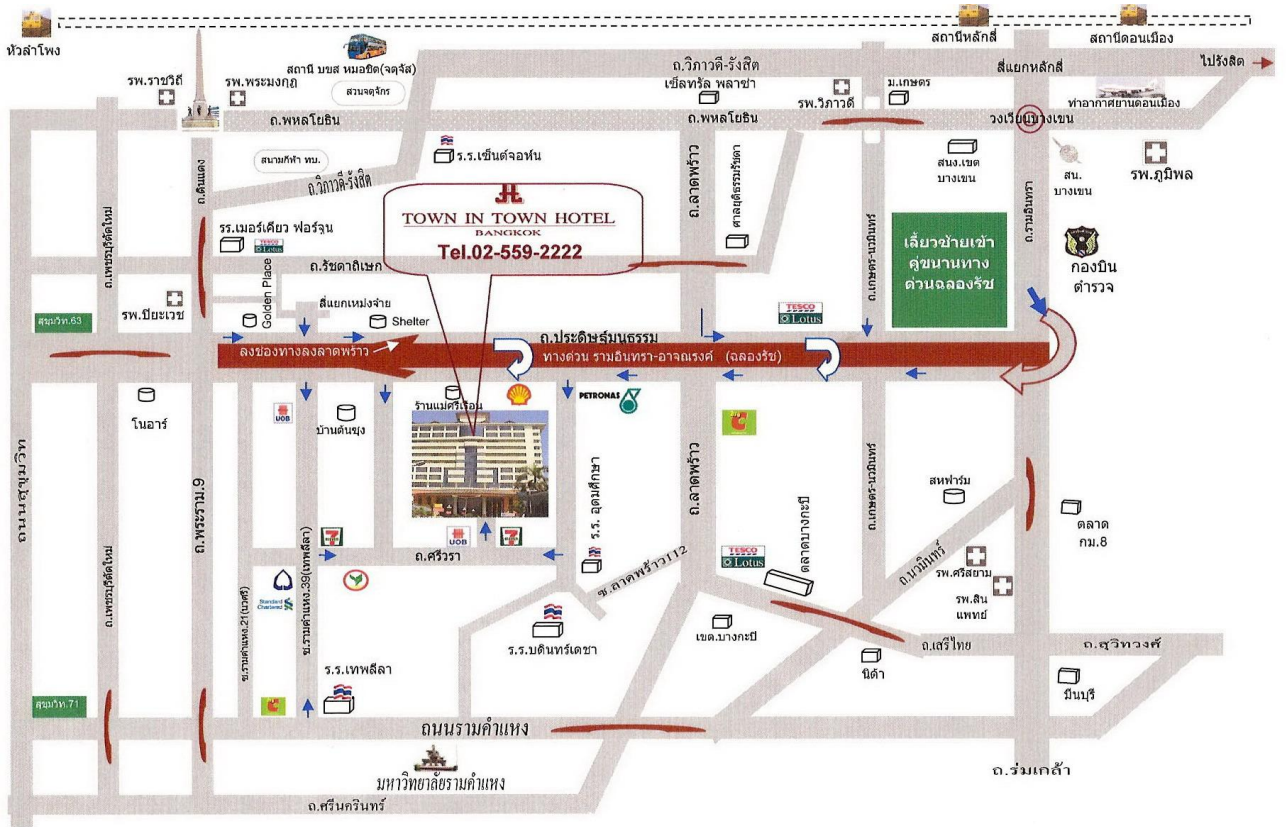 หัวลำโพง
สถานีหลักสี่
สถานีดอนเมือง
สถานี บขส หมอชิต(จตุจักร)
สวนจตุจักร
ถ.วิภาวดี-รังสิต
สี่แยกหลักสี่
ไปรังสิต
รพ.ราชวิถี
รพ.พระมงกุฎ
เซ็ลทรัล พลาซ่า
รพ.วิภาวดี
ม.เกษตร
ท่าอากาศยานดอนเมือง
ถ.พหลโยธิน
ถ.พหลโยธิน
วงเวียนบางเขน
สนามกีฬา ทบ.
ร.ร.เซ็นต์จอห์น
สนง.เขต
บางเขน
สน.
บางเขน
รพ.ภูมิพล
ถ.ดินแดง
ถ.วิภาวดี-รังสิต
ถ.ลาดพร้าว
ศาลยุติธรรมรัชดา
ถ.รามอินทรา
TOWN IN TOWN HOTEL
BANGKOK
Tel.02-559-2222
ถ.เพชรบุรีตัดใหม่
รร.เมอร์เคียว ฟอร์จูน
TESCO
Lotus
ถ.รัชดาภิเษก
ถ.เกษตร-นวมินทร์
เลี้ยวซ้ายเข้า
คู่ขนานทาง
ด่วนฉลองรัช
กองบิน
ตำรวจ
รพ.ปิยะเวช
Golden Place
สี่แยกเหม่งจ๋าย
Shelter
TESCO
Lotus
สุขุมวิท.63
ถ.ประดิษฐ์มนูธรรม
ลงช่องทางลงลาดพร้าว
ทางด่วน รามอินทรา-อาจณรงค์ (ฉลองรัช)
โนอาร์
UOB
บ้านต้นซุง
ร้านแม่ศรีเรือน
PETRONAS
ถนนสุขุมวิท
ถ.พระราม.9
ร.ร. อุดมศึกษา
ถ.ลาดพร้าว
ถ.เกษตร-นวมินทร์
สหฟาร์ม
ตลาด
กม.8
ซ.รามคำแหง.39(เทพลีลา)
UOB
ถ.ศรีวรา
ซ.ลาดพร้าว112
TESCO
Lotus
ตลาดบางกะปิ
ถ.นวมินทร์
รพ.ศรีสยาม
รพ.สิน
แพทย์
Standard
Chartered
ถ.เพชรบุรีตัดใหม่
ซ.รามคำแหง.21(นวศรี)
ร.ร.บดินทร์เดชา
เขต.บางกะปิ
นิด้า
ถ.เสรีไทย
ถ.สุวิทวงศ์
ร.ร.เทพลีลา
มีนบุรี
สุขุมวิท.71
ถนนรามคำแหง
มหาวิทยาลัยรามคำแหง
ถ.ร่มเกล้า
ถ.ศรีนครินทร์